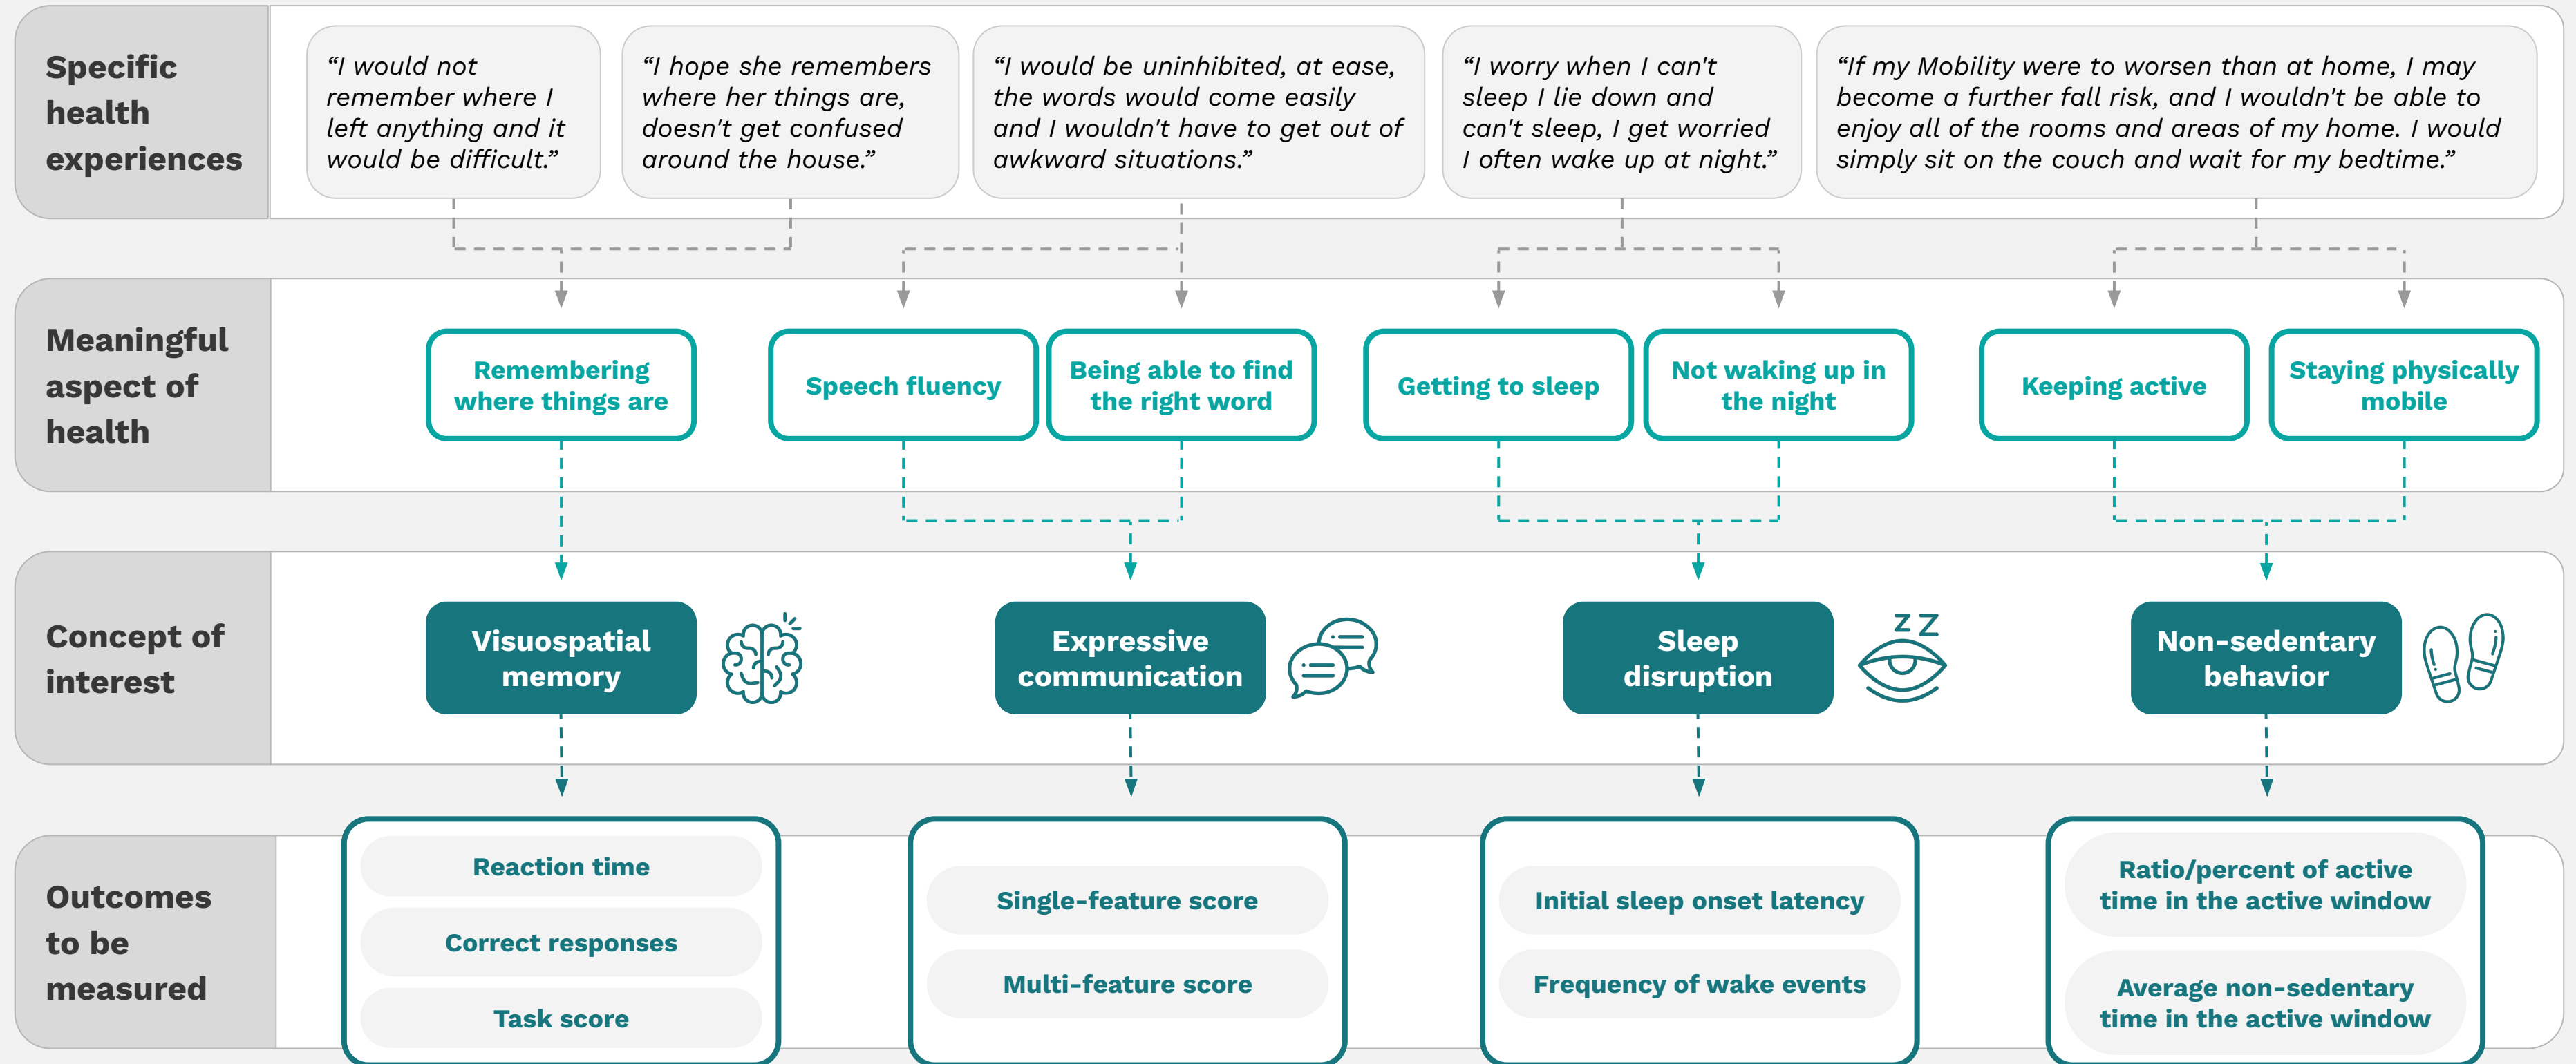 Specific
health
experiences
“I would not
remember where I
left anything and it
would be difficult.”
“I hope she remembers
where her things are,
doesn't get confused
around the house.”
“I would be uninhibited, at ease,
the words would come easily
and I wouldn't have to get out of
awkward situations.”
“I worry when I can't
sleep I lie down and
can't sleep, I get worried
I often wake up at night.”
“If my Mobility were to worsen than at home, I may
become a further fall risk, and I wouldn't be able to
enjoy all of the rooms and areas of my home. I would
simply sit on the couch and wait for my bedtime.”
Meaningful
aspect of
health
Remembering
where things are
Speech fluency
Being able to find
the right word
Getting to sleep
Not waking up in
the night
Keeping active
Staying physically
mobile
Concept of
interest
Visuospatial
memory
Expressive
communication
Sleep
disruption
zz
Non-sedentary
behavior
Outcomes
to be
measured
Reaction time
Correct responses
Task score
Single-feature score
Multi-feature score
Initial sleep onset latency
Frequency of wake events
Ratio/percent of active
time in the active window
Average non-sedentary
time in the active window